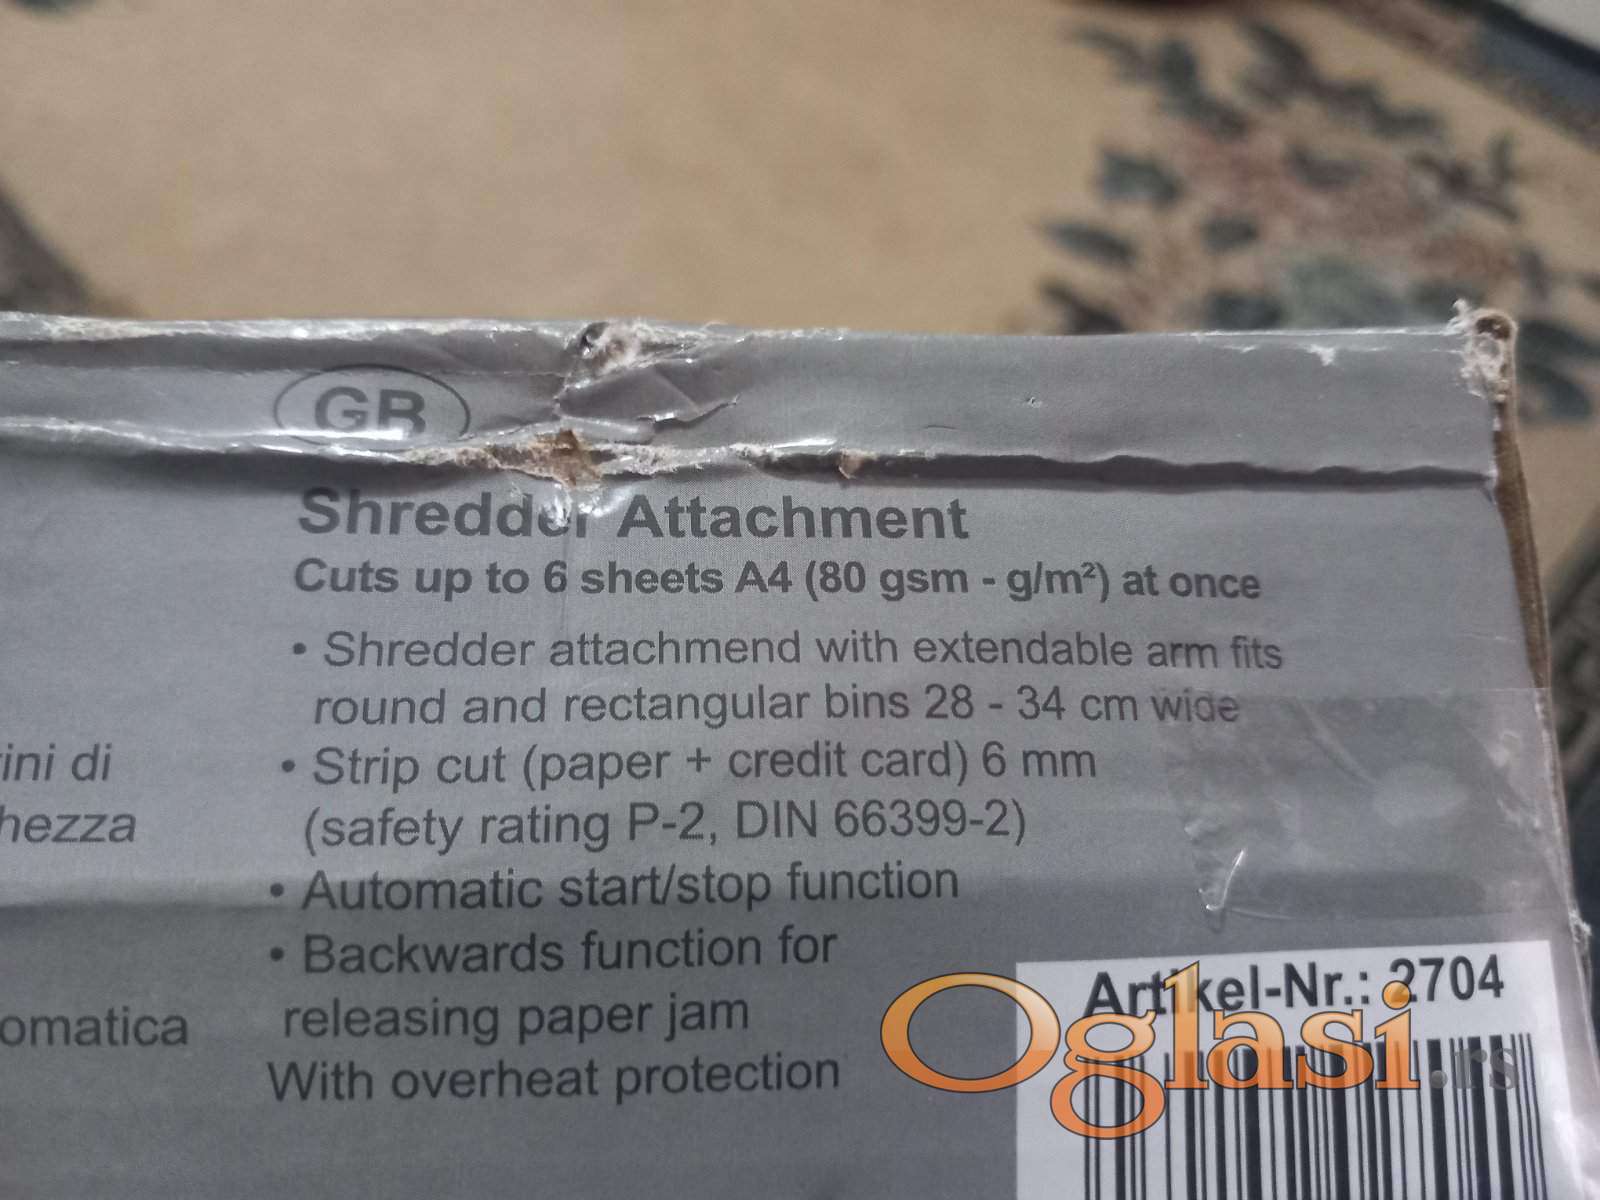 GB
Shredder Attachment
Cuts up to 6 sheets A4 (80 gsm - g/m²) at once
• Shredder attachmend with extendable arm fits
round and rectangular bins 28 - 34 cm wide
• Strip cut (paper + credit card) 6 mm
(safety rating P-2, DIN 66399-2)
• Automatic start/stop function
• Backwards function for
releasing paper jam
With overheat protection
ini di
hezza
omatica
Artikel-Nr.: 2704
Oglasi.rs